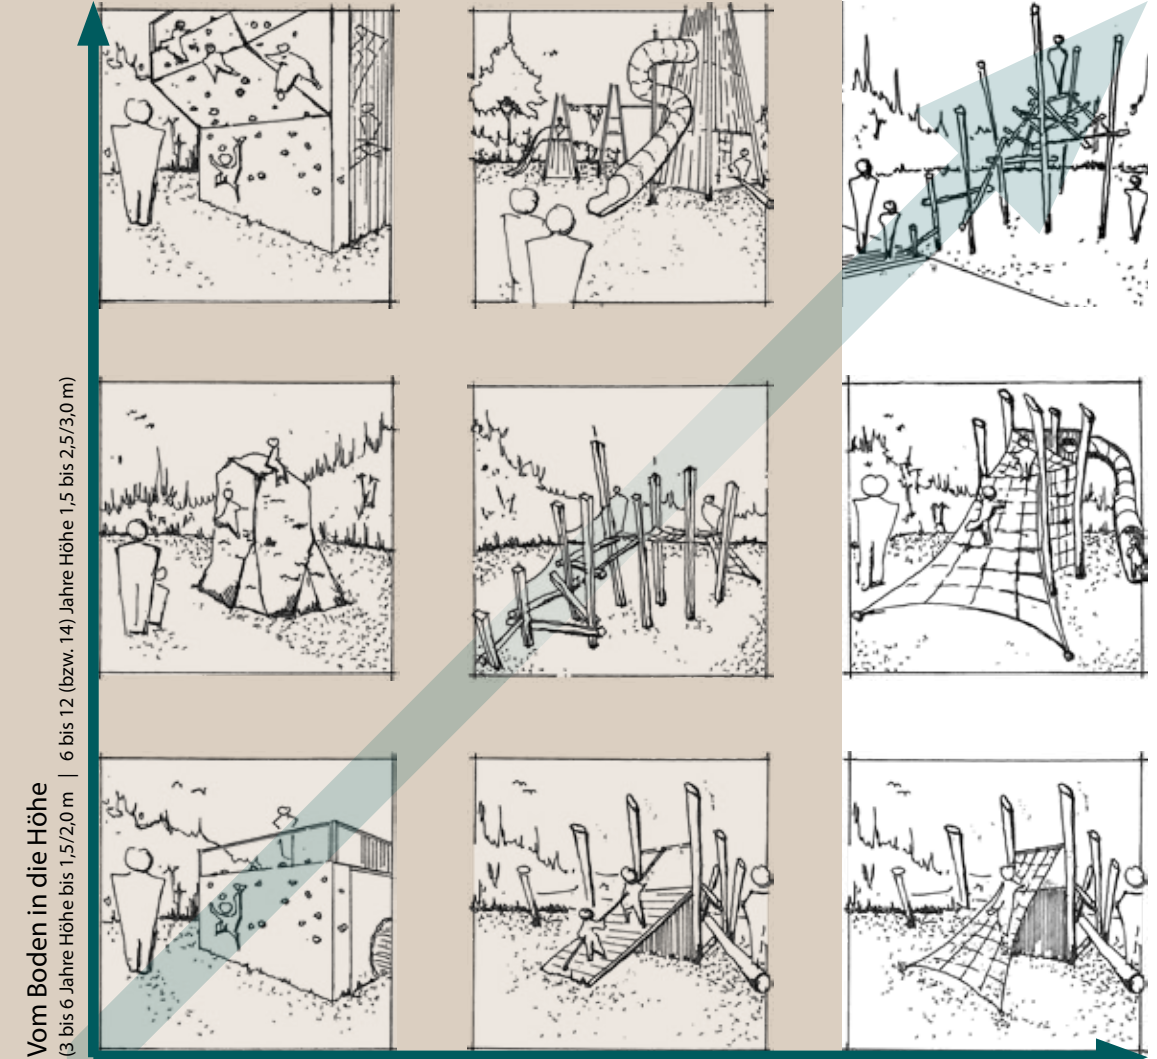 Vom Boden in die Höhe
(3 bis 6 Jahre Höhe bis 1,5/2,0 m | 6 bis 12 (bzw. 14) Jahre Höhe 1,5 bis 2,5/3,0 m)